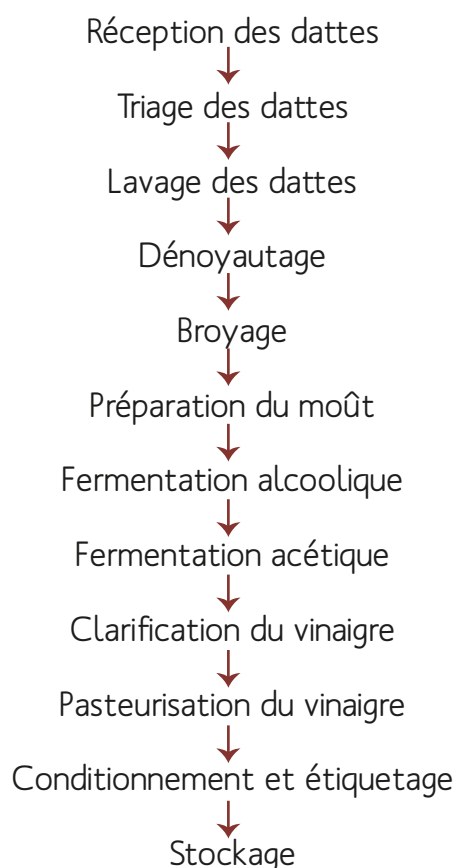 Réception des dattes
Triage des dattes
Lavage des dattes
Dénoyautage
Broyage
Préparation du moût
Fermentation alcoolique
Fermentation acétique
Clarification du vinaigre
Pasteurisation du vinaigre
Conditionnement et étiquetage
Stockage